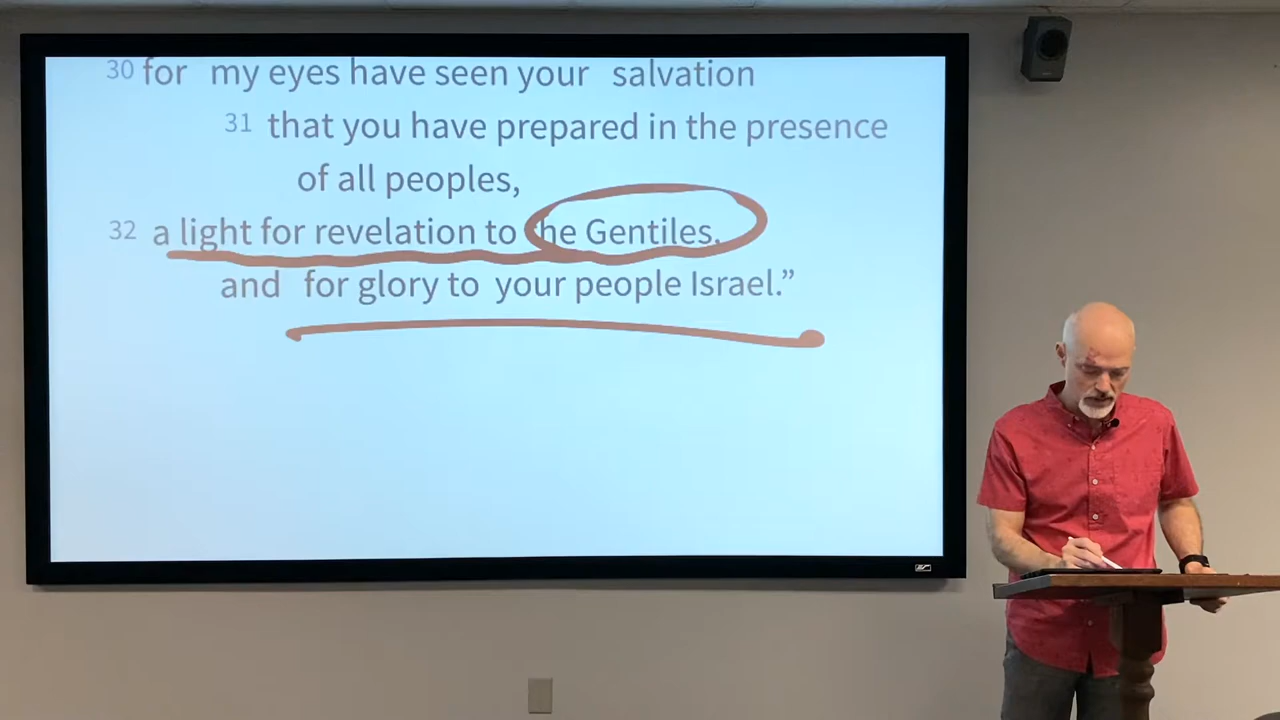 30 for my eyes have seen your salvation
31 that you have prepared in the presence
of all peoples,
32 a light for revelation to the Gentiles,
and for glory to your people Israel.”